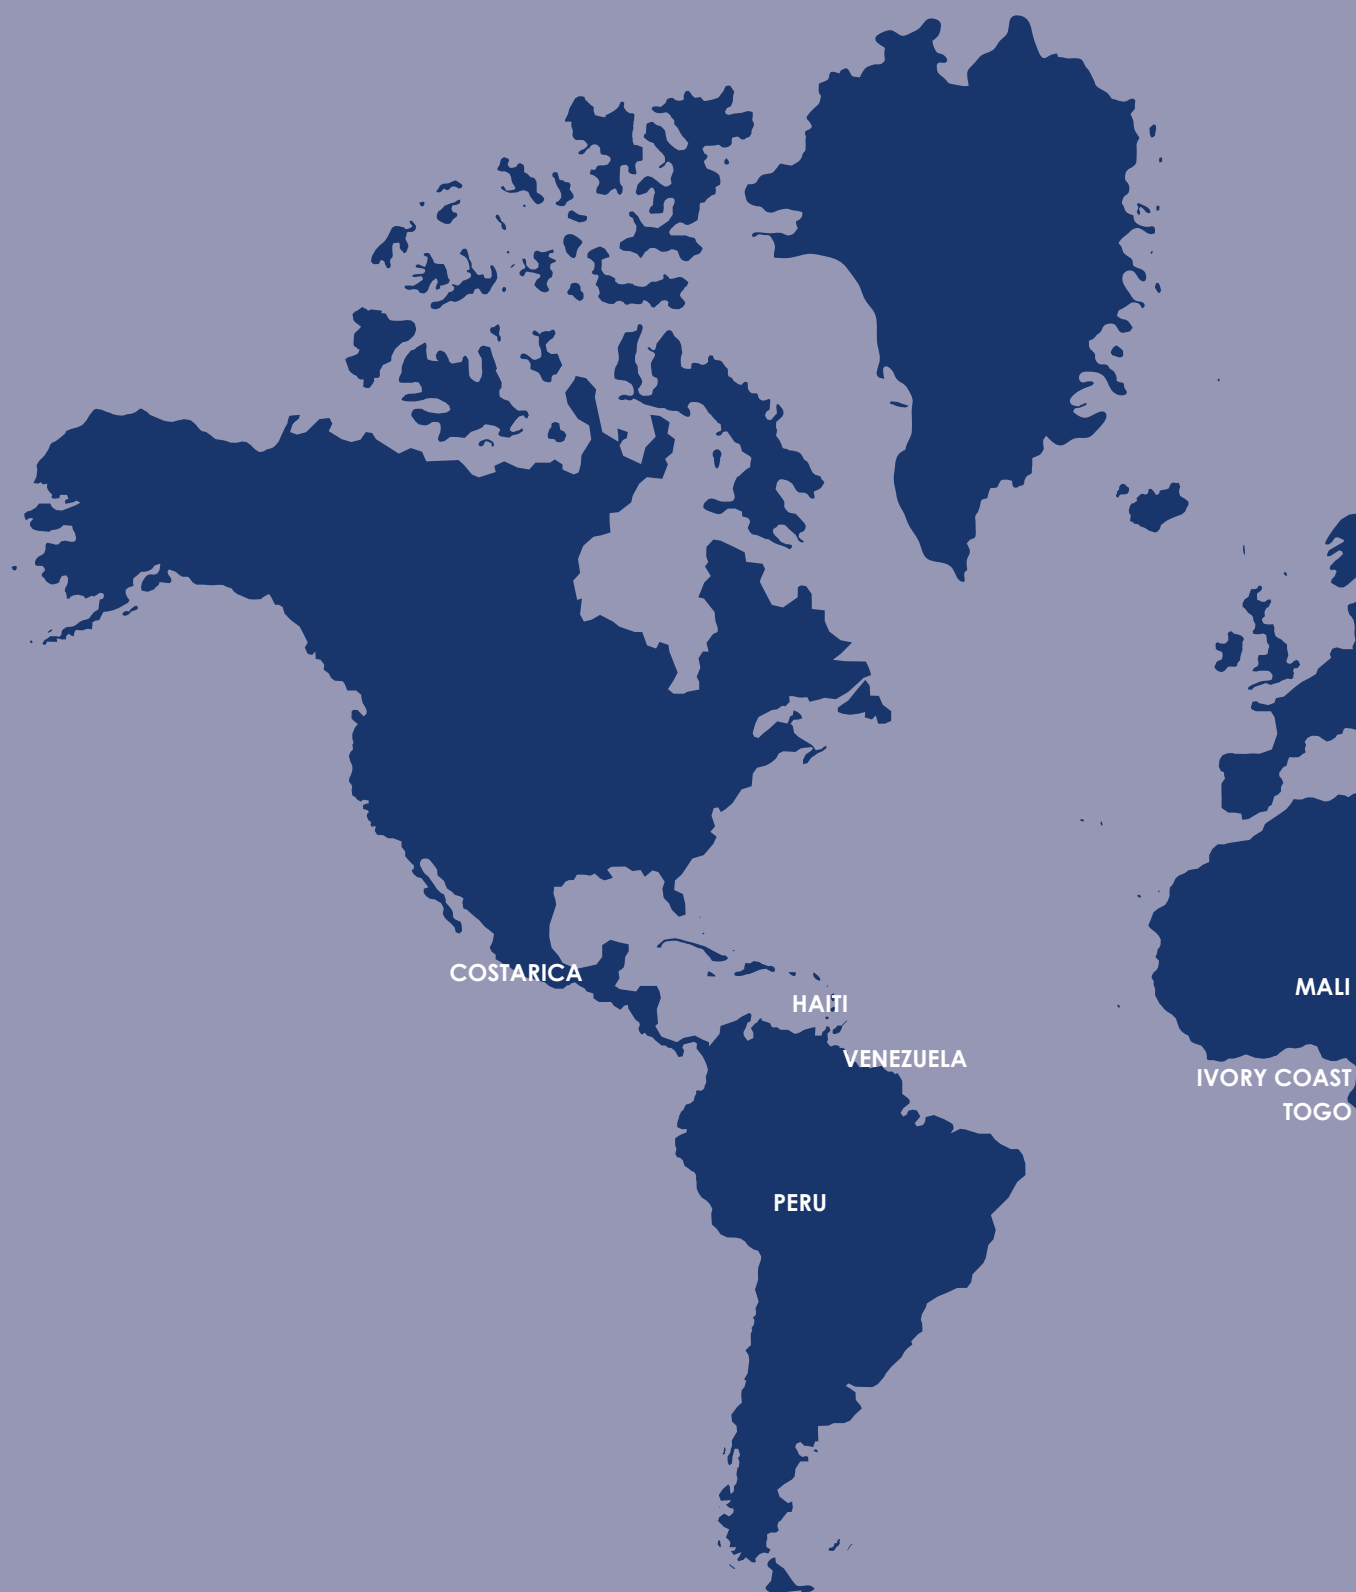 COSTARICA
HAITI
MALI
VENEZUELA
IVORY COAST
TOGO
PERU